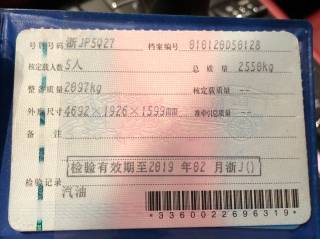 号牌号码 浙JP5Q27 档案编号 010120D50128
核定载人数 5人 总质量 2550kg
整备质量 2097kg 核定载质量 --
外廓尺寸 4692×1926×1599mm 准牵引总质量 --
备注
检验有效期至2019年02月浙J()
检验记录
汽油
*3360022696319*